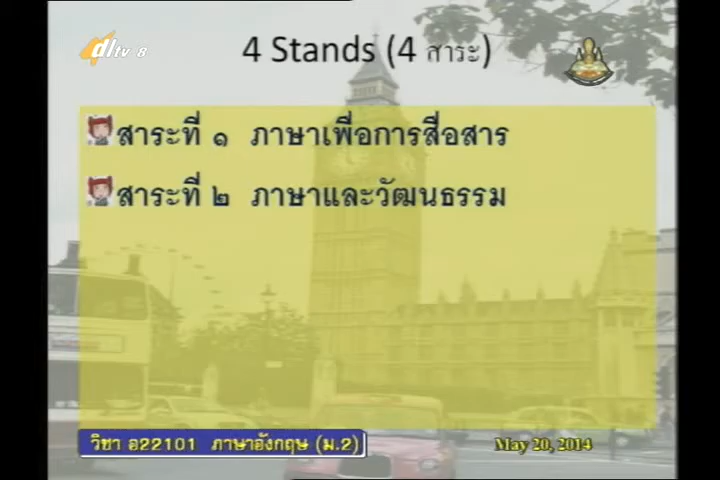 dltv 8
4 Stands (4 สาระ)
สาระที่ ๑ ภาษาเพื่อการสื่อสาร
สาระที่ ๒ ภาษาและวัฒนธรรม
วิชา อ22101 ภาษาอังกฤษ (ม.2)
May 20, 2014